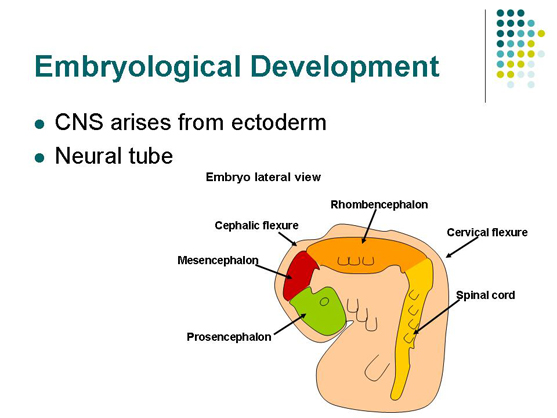 Embryological Development
CNS arises from ectoderm
Neural tube
Embryo lateral view
Rhombencephalon
Cephalic flexure
Cervical flexure
Mesencephalon
Spinal cord
Prosencephalon